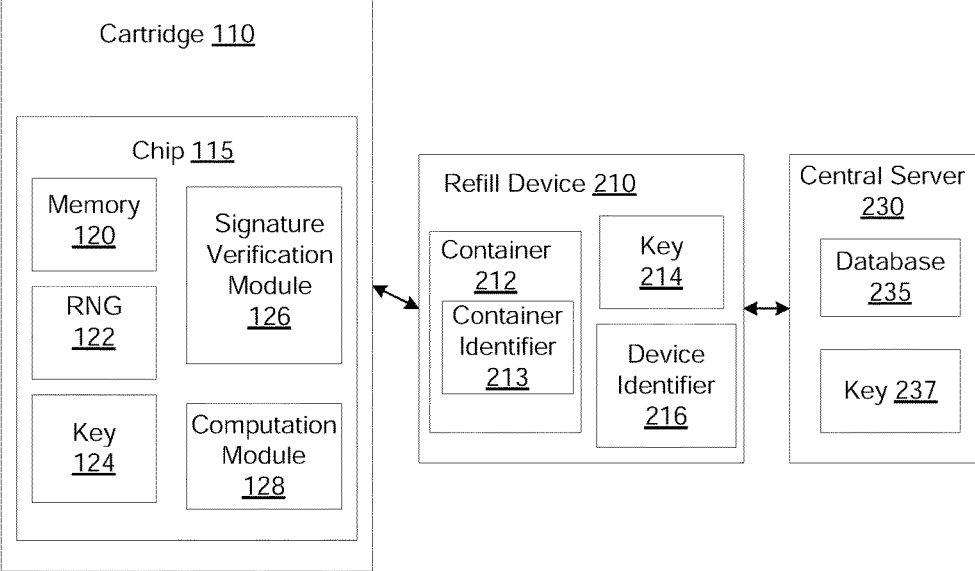 Cartridge 110
Chip 115
Memory
120
RNG
122
Key
124
Signature
Verification
Module
126
Computation
Module
128
Refill Device 210
Container
212
Container
Identifier
213
Key
214
Device
Identifier
216
Central Server
230
Database
235
Key 237